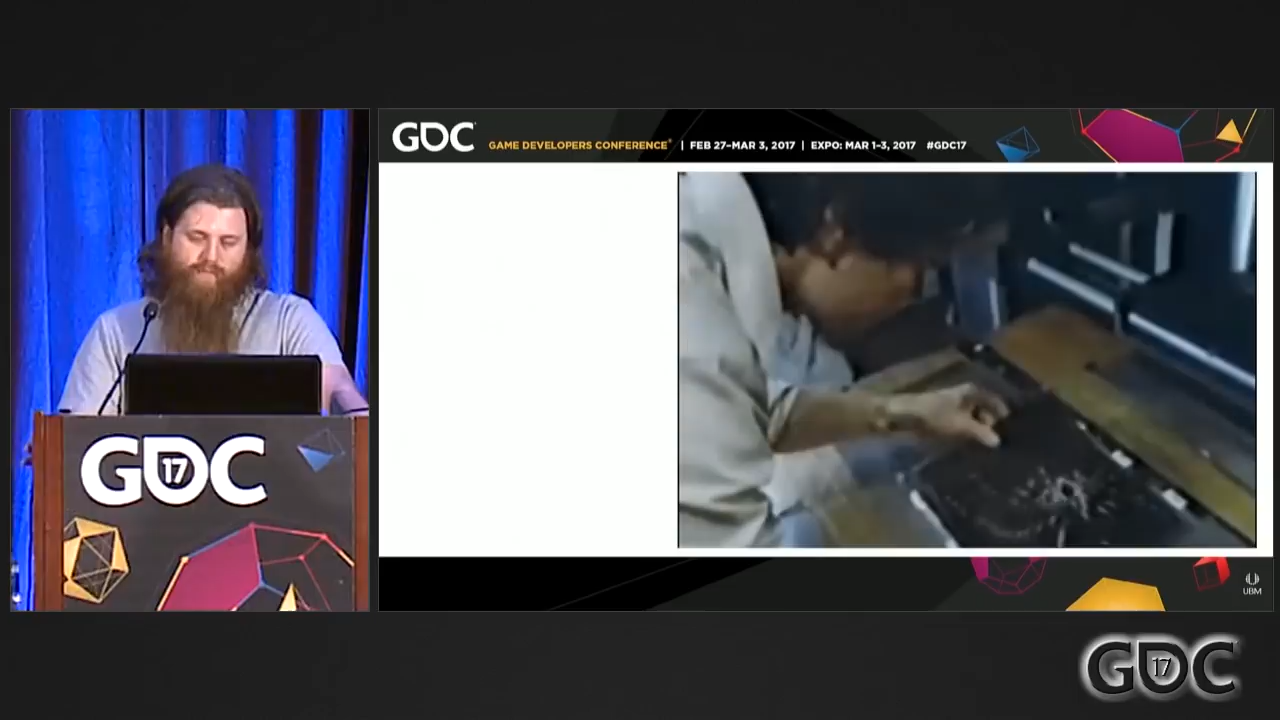 GDC GAME DEVELOPERS CONFERENCE® | FEB 27–MAR 3, 2017 | EXPO: MAR 1-3, 2017 #GDC17
GDC 17
UBM
GDC 17